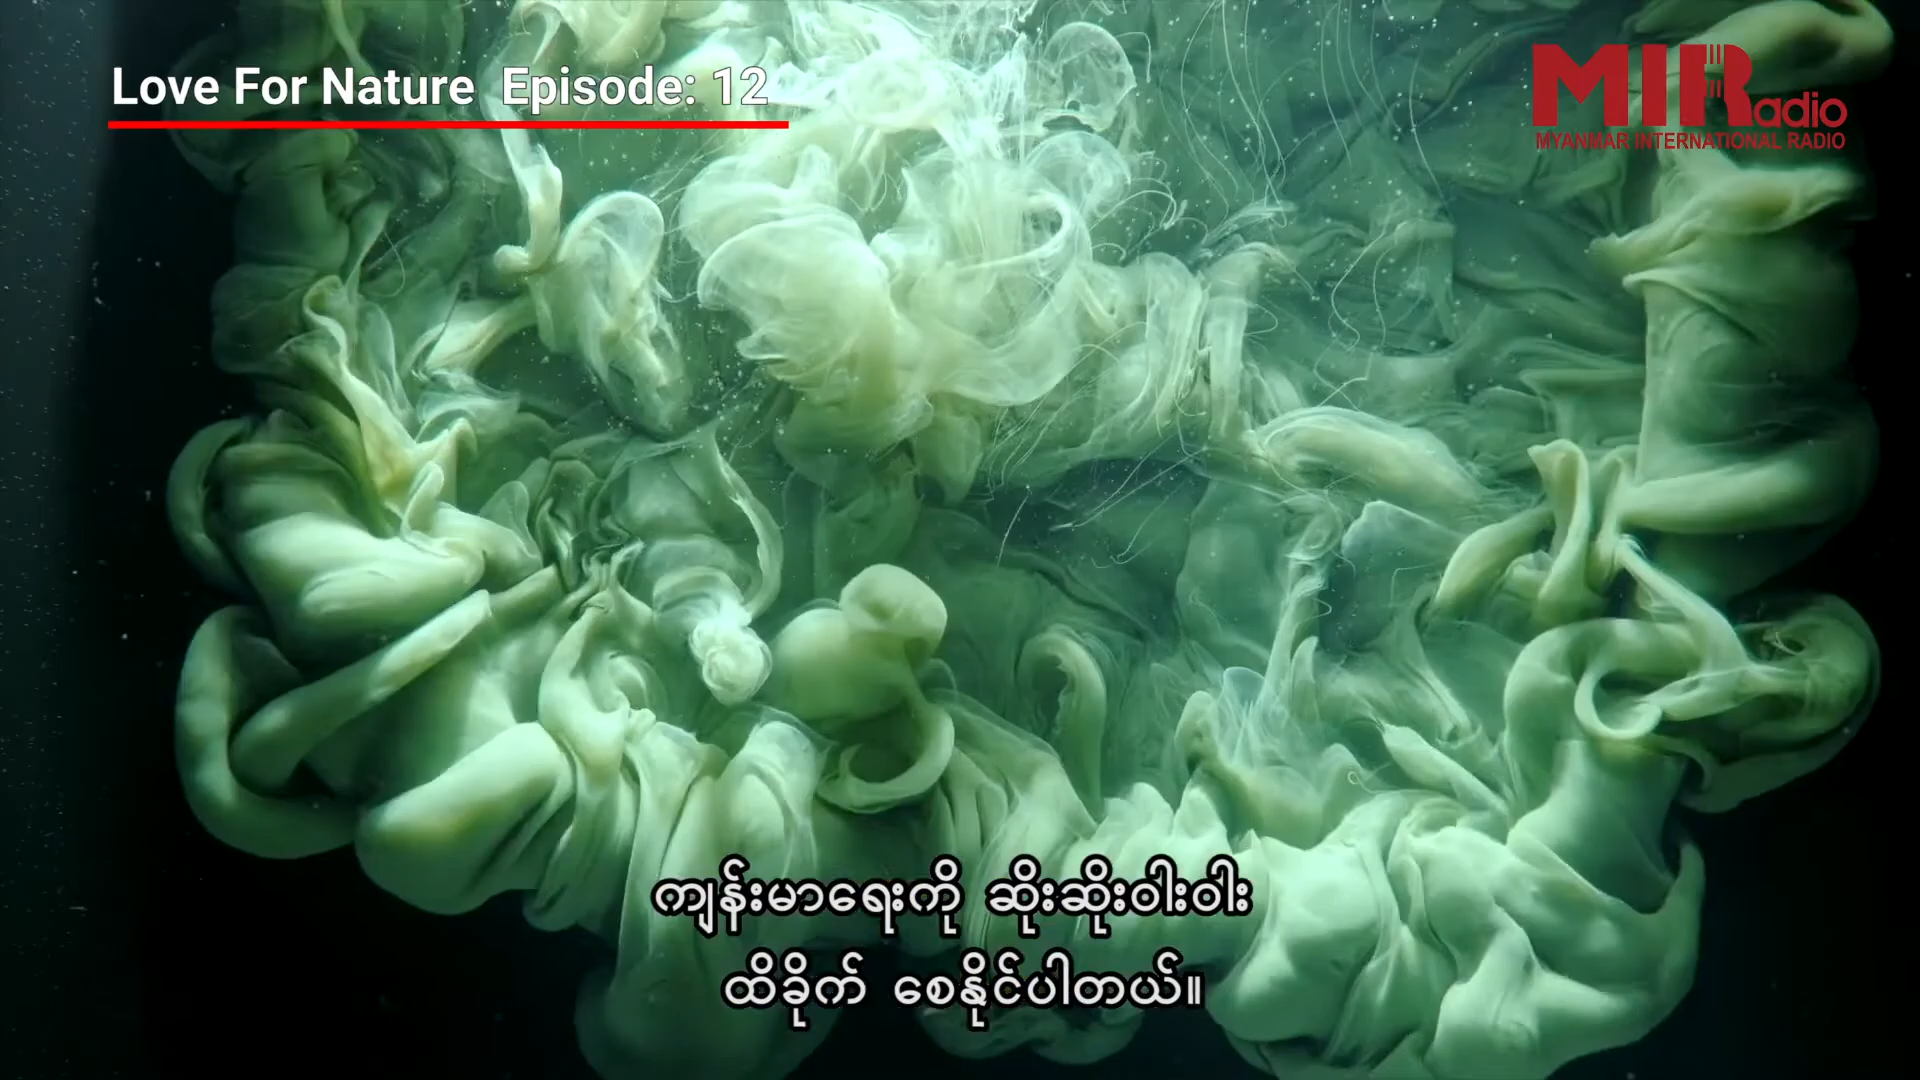 Love For Nature Episode: 12
MIRadio
MYANMAR INTERNATIONAL RADIO
ကျန်းမာရေးကို ဆိုးဆိုးဝါးဝါး
ထိခိုက် စေနိုင်ပါတယ်။